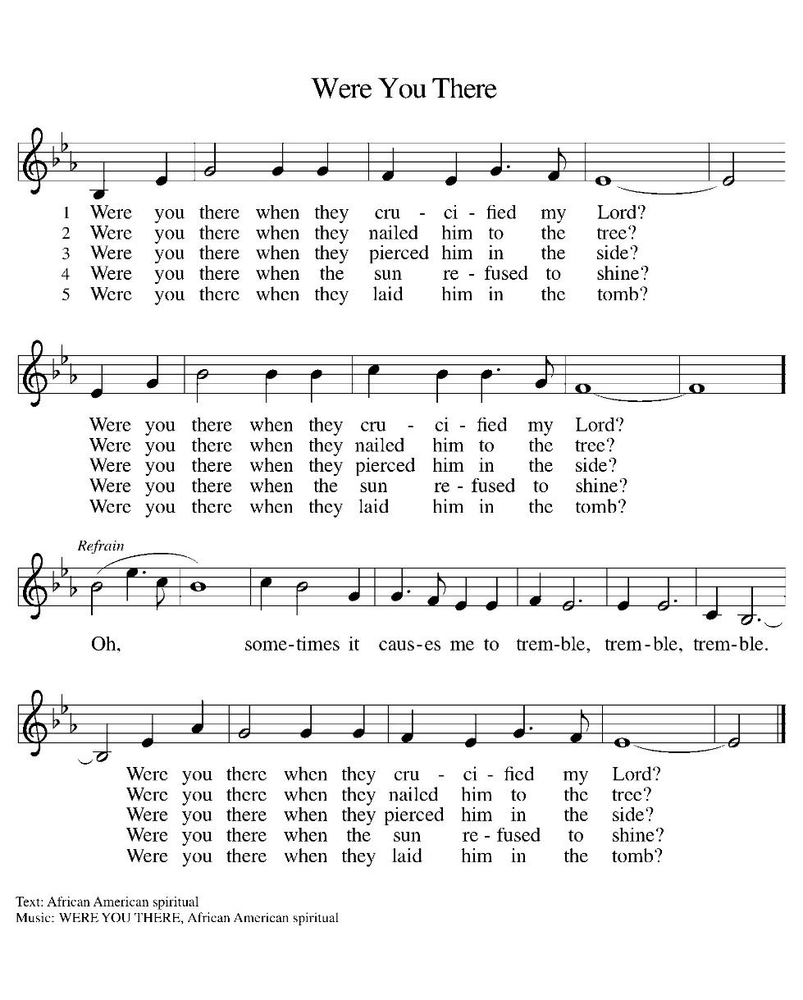 Were You There
1 Were you there when they cru - ci - fied my Lord?
2 Were you there when they nailed him to the tree?
3 Were you there when they pierced him in the side?
4 Were you there when the sun re - fused to shine?
5 Were you there when they laid him in the tomb?
Were you there when they cru - ci - fied my Lord?
Were you there when they nailed him to the tree?
Were you there when they pierced him in the side?
Were you there when the sun re - fused to shine?
Were you there when they laid him in the tomb?
Refrain
Oh, some-times it caus-es me to trem-ble, trem-ble, trem-ble.
Were you there when they cru - ci - fied my Lord?
Were you there when they nailed him to the tree?
Were you there when they pierced him in the side?
Were you there when the sun re - fused to shine?
Were you there when they laid him in the tomb?
Text: African American spiritual
Music: WERE YOU THERE, African American spiritual